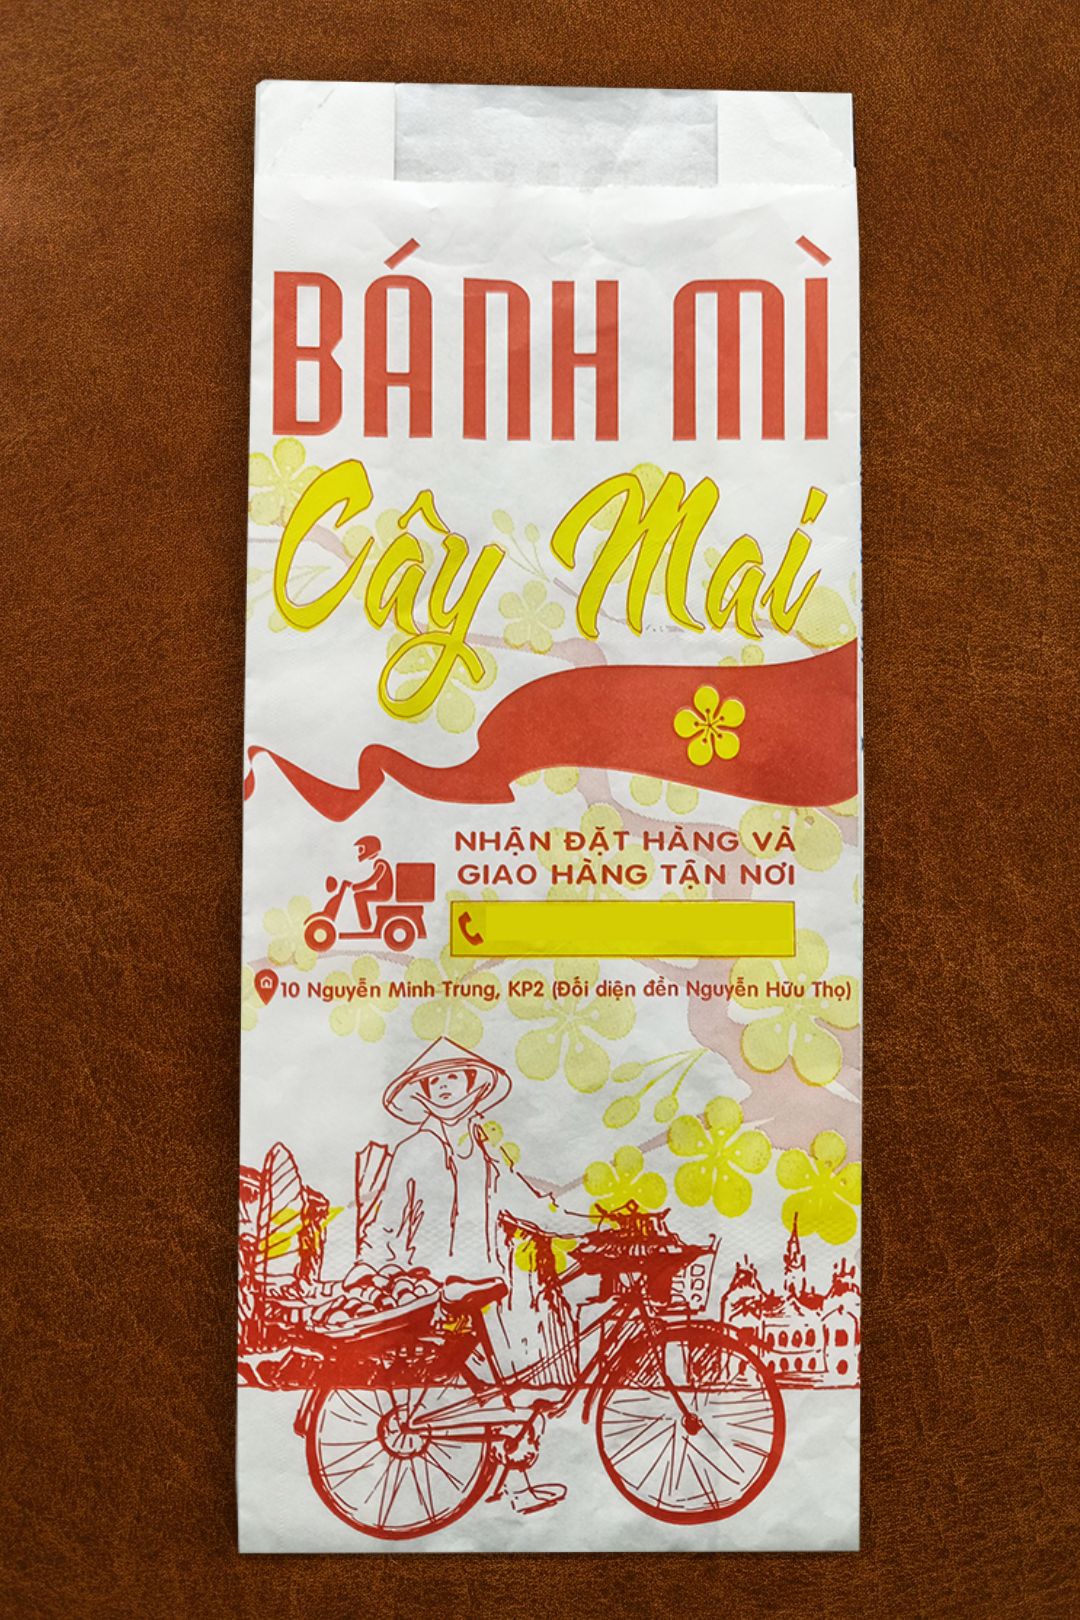 BÁNH MÌ
Cây Mai
NHẬN ĐẶT HÀNG VÀ
GIAO HÀNG TẬN NƠI
10 Nguyễn Minh Trung, KP2 (Đối diện đền Nguyễn Hữu Thọ)